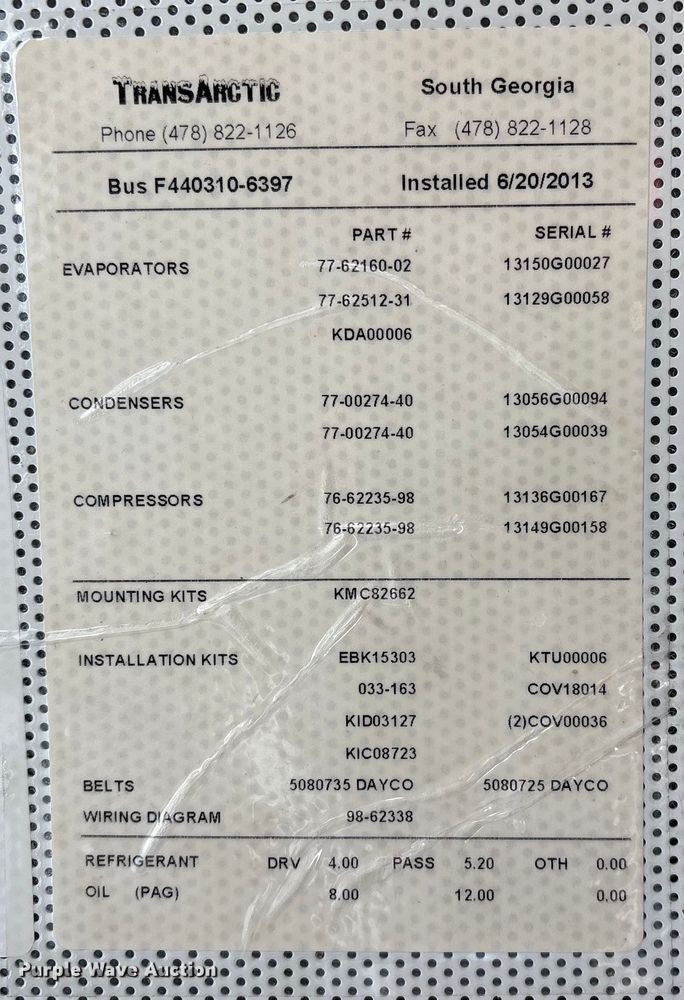 TRANSARCTIC South Georgia
Phone (478) 822-1126 Fax (478) 822-1128
Bus F440310-6397 Installed 6/20/2013
PART # SERIAL #
EVAPORATORS 77-62160-02 13150G00027
77-62512-31 13129G00058
KDA00006
CONDENSERS 77-00274-40 13056G00094
77-00274-40 13054G00039
COMPRESSORS 76-62235-98 13136G00167
76-62235-98 13149G00158
MOUNTING KITS KMC82662
INSTALLATION KITS EBK15303 KTU00006
033-163 COV18014
KID03127 (2)COV00036
KIC08723
BELTS 5080735 DAYCO 5080725 DAYCO
WIRING DIAGRAM 98-62338
REFRIGERANT DRV 4.00 PASS 5.20 OTH 0.00
OIL (PAG) 8.00 12.00 0.00
Purple Wave Auction